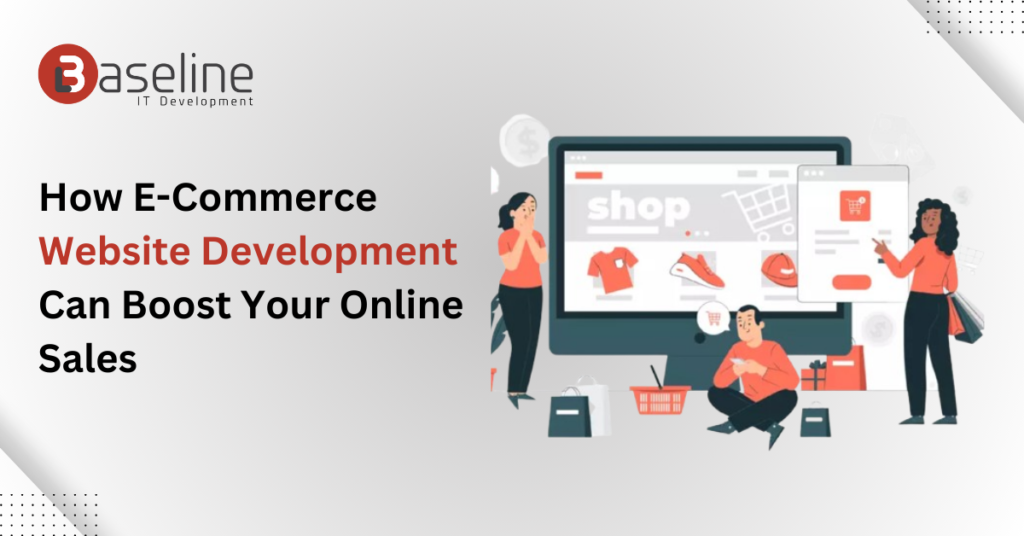 Baseline
IT Development
How E-Commerce
Website Development
Can Boost Your Online
Sales
shop